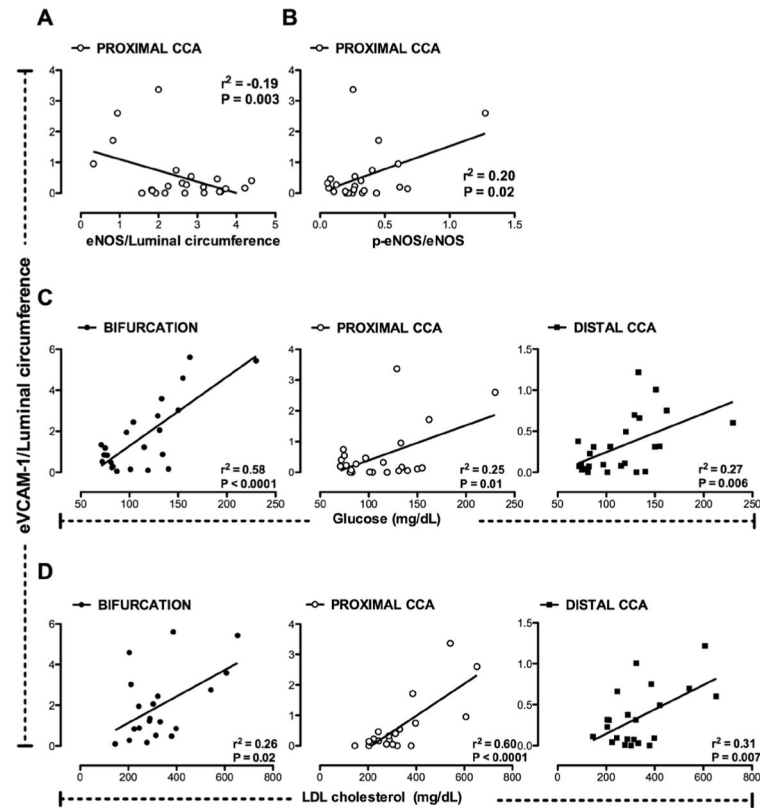 A
B
PROXIMAL CCA
PROXIMAL CCA
4
3
2
1
0
r² = -0.19
P = 0.003
0 1 2 3 4 5
eNOS/Luminal circumference
4
3
2
1
0
r² = 0.20
P = 0.02
0.0 0.5 1.0 1.5
p-eNOS/eNOS
eVCAM-1/Luminal circumference
C
BIFURCATION
PROXIMAL CCA
DISTAL CCA
6
4
2
0
r² = 0.58
P < 0.0001
50 100 150 200 250
4
3
2
1
0
r² = 0.25
P = 0.01
50 100 150 200 250
1.5
1.0
0.5
0.0
r² = 0.27
P = 0.006
50 100 150 200 250
Glucose (mg/dL)
D
BIFURCATION
PROXIMAL CCA
DISTAL CCA
6
4
2
0
r² = 0.26
P = 0.02
0 200 400 600 800
4
3
2
1
0
r² = 0.60
P < 0.0001
0 200 400 600 800
1.5
1.0
0.5
0.0
r² = 0.31
P = 0.007
0 200 400 600 800
LDL cholesterol (mg/dL)